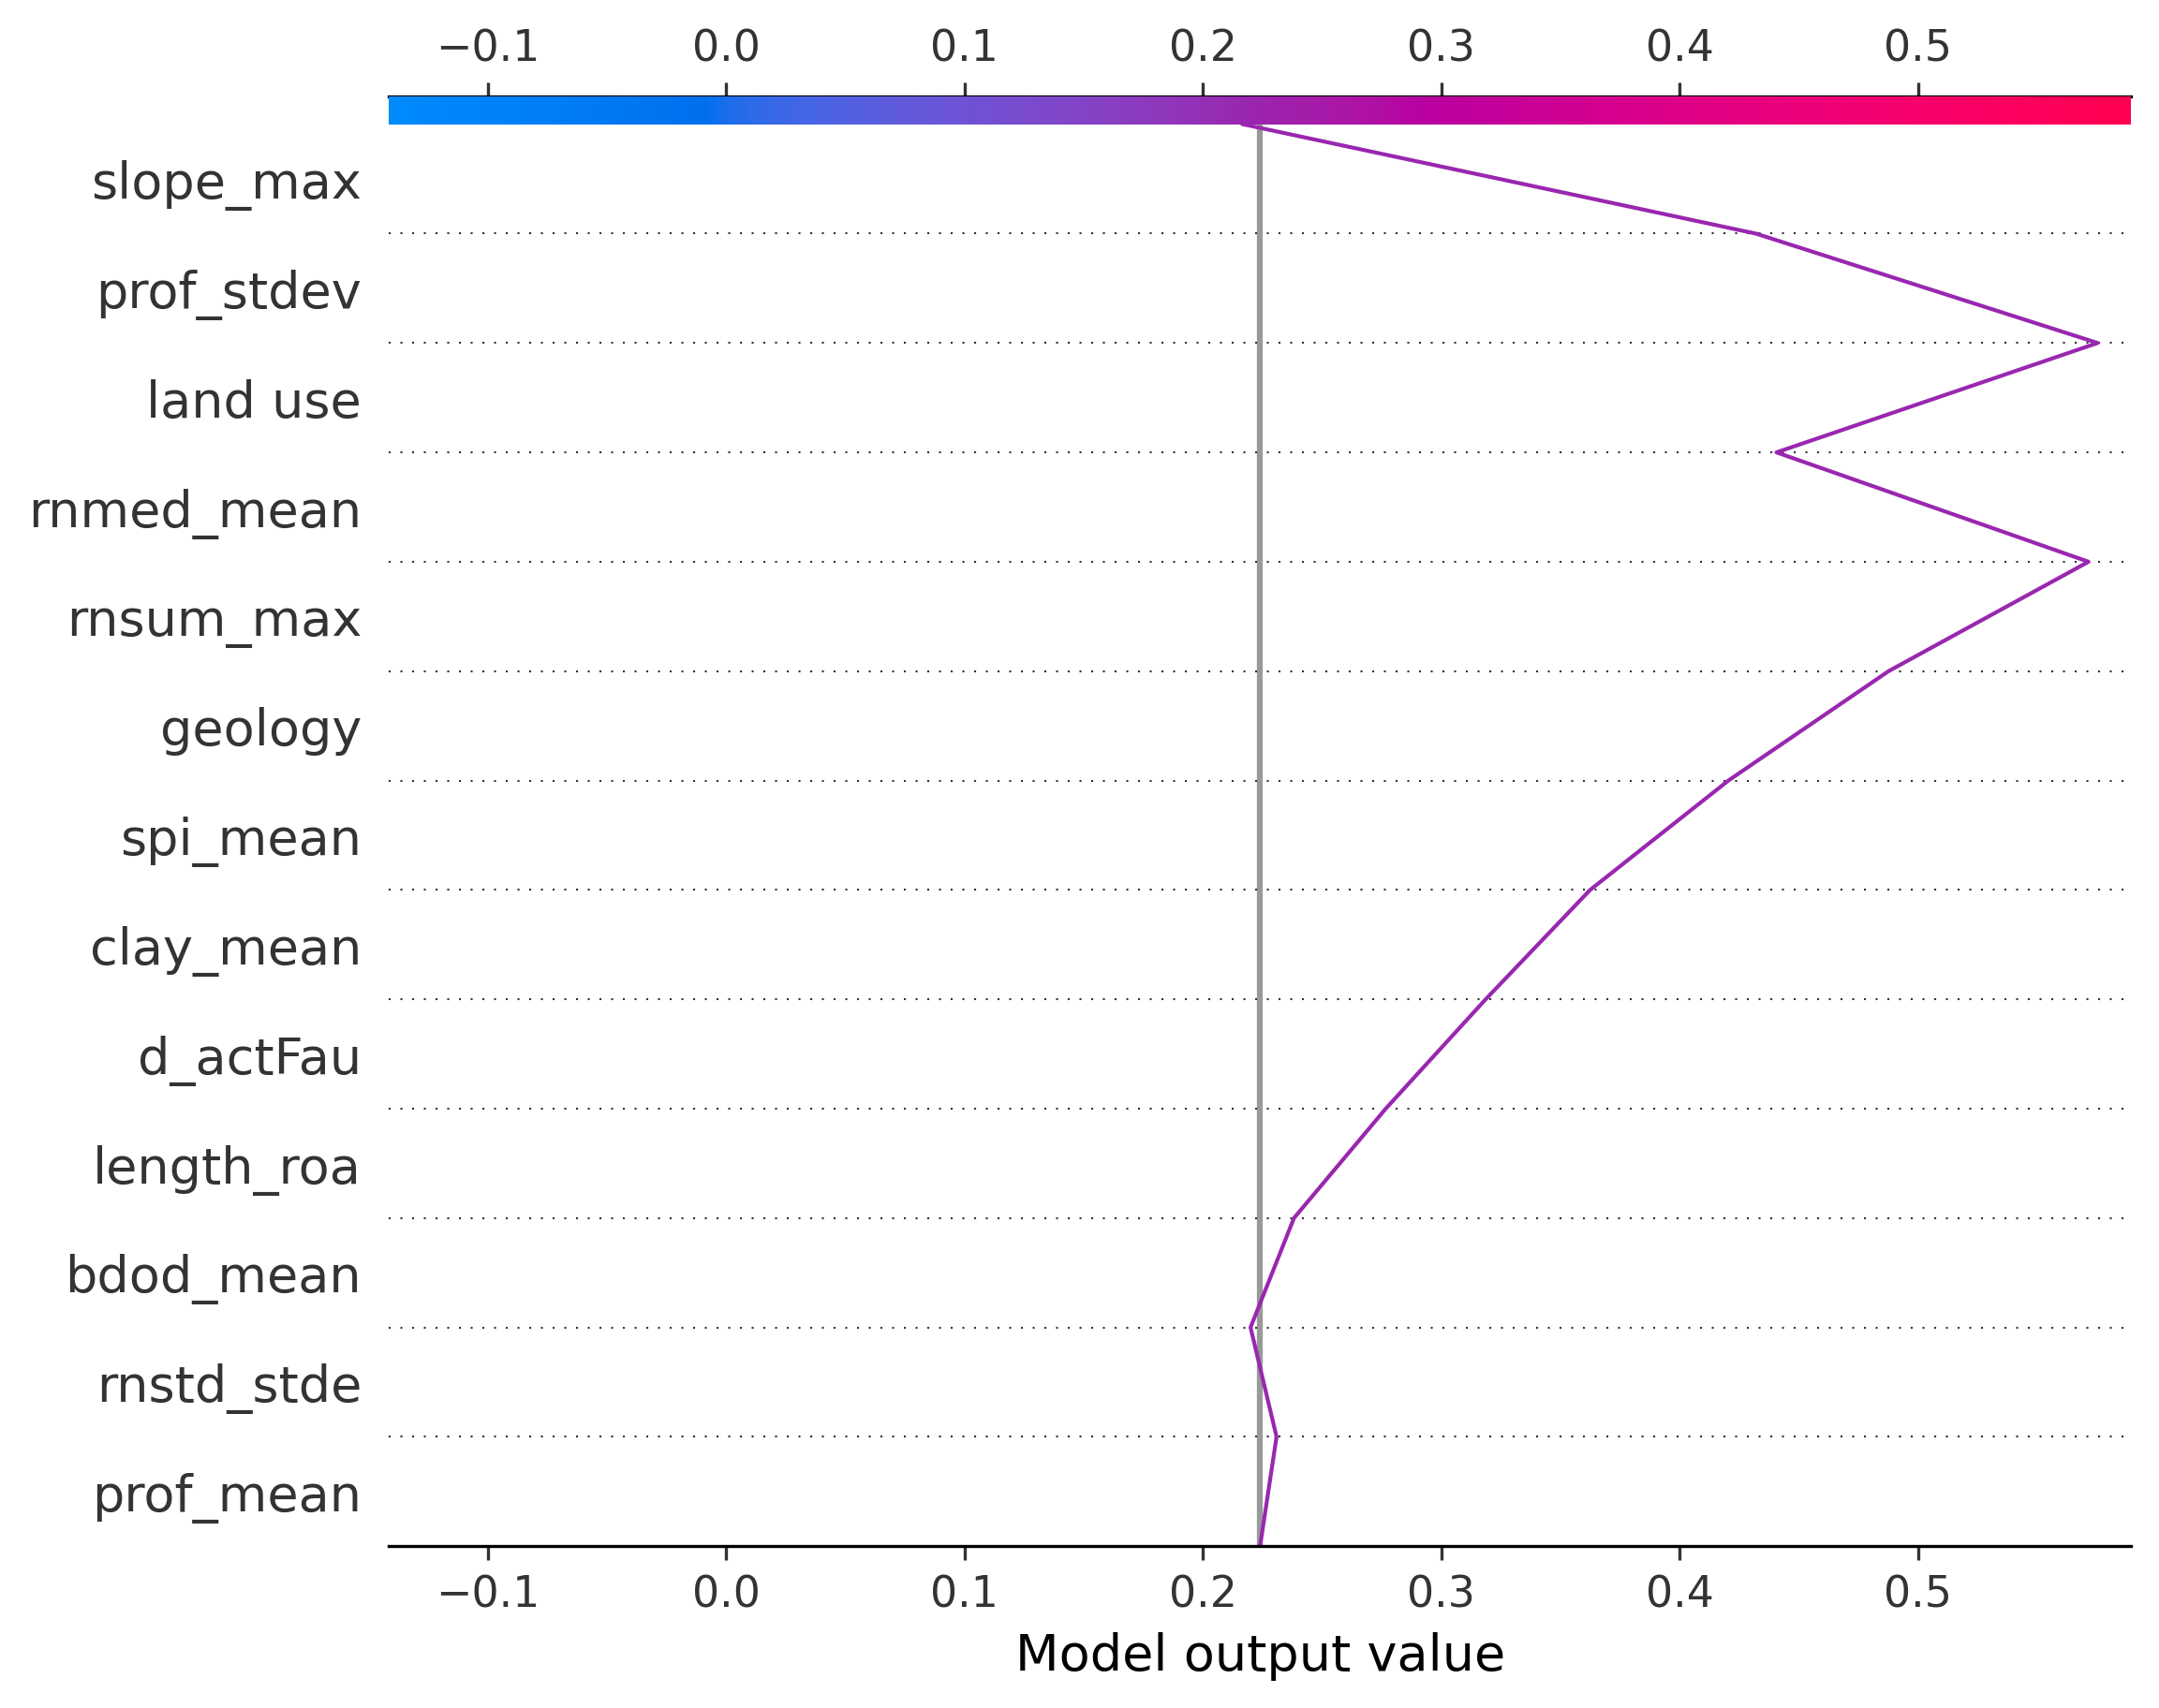 −0.1 0.0 0.1 0.2 0.3 0.4 0.5
slope_max
prof_stdev
land use
rnmed_mean
rnsum_max
geology
spi_mean
clay_mean
d_actFau
length_roa
bdod_mean
rnstd_stde
prof_mean
−0.1 0.0 0.1 0.2 0.3 0.4 0.5
Model output value